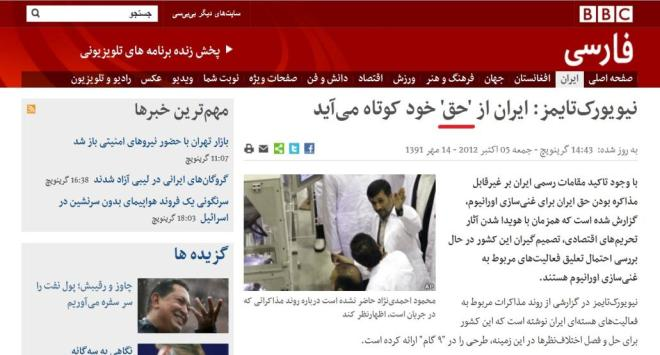 BBC
سایت‌های دیگر بی‌بی‌سی
جستجو
فارسی
پخش زنده برنامه های تلویزیونی
صفحه اصلی ایران افغانستان جهان فرهنگ و هنر ورزش اقتصاد دانش و فن صفحات ویژه نوبت شما ویدیو عکس رادیو و تلویزیون
نیویورک‌تایمز: ایران از 'حق' خود کوتاه می‌آید
به روز شده: 14:43 گرینویچ - جمعه 05 اکتبر 2012 - 14 مهر 1391
با وجود تاکید مقامات رسمی ایران بر غیرقابل
مذاکره بودن حق ایران برای غنی‌سازی اورانیوم،
گزارش شده است که همزمان با هویدا شدن آثار
تحریم‌های اقتصادی، تصمیم‌گیران این کشور در حال
بررسی احتمال تعلیق فعالیت‌های مربوط به
غنی‌سازی اورانیوم هستند.
نیویورک‌تایمز در گزارشی از روند مذاکرات مربوط به
فعالیت‌های هسته‌ای ایران نوشته است که این کشور
برای حل و فصل اختلاف‌نظرها در این زمینه، طرحی را در "۹ گام" ارائه کرده است.
AP
محمود احمدی‌نژاد حاضر نشده است درباره روند مذاکراتی که
در جریان است، اظهارنظر کند
مهم‌ترین خبرها
بازار تهران با حضور نیروهای امنیتی باز شد
11:07 گرینویچ
گروگان‌های ایرانی در لیبی آزاد شدند 16:38 گرینویچ
سرنگونی یک فروند هواپیمای بدون سرنشین در
اسرائیل 18:03 گرینویچ
گزیده ها
چاوز و رقیبش؛ پول نفت را
سر سفره می‌آوریم
نگاهی به سه‌گانه